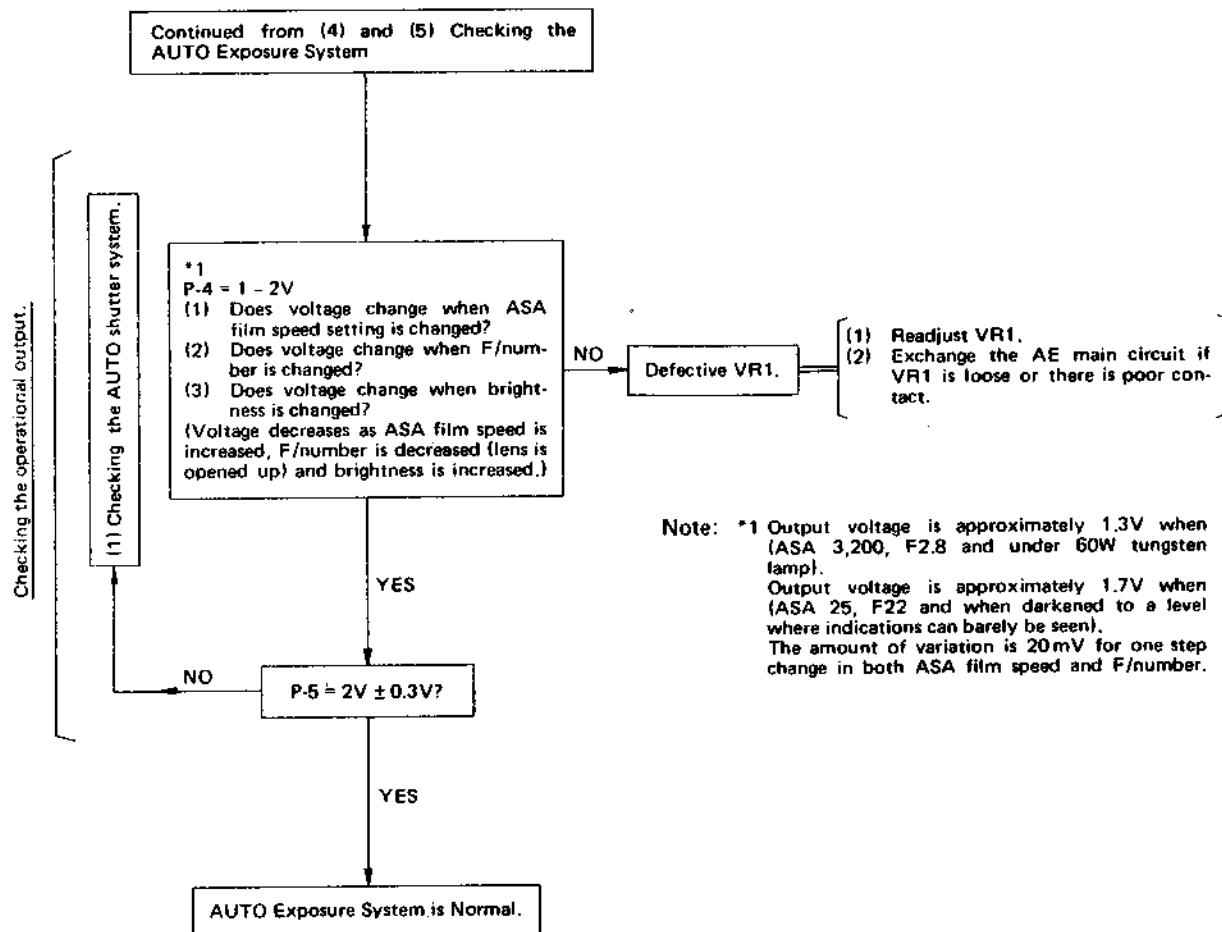 Continued from (4) and (5) Checking the
AUTO Exposure System
Checking the operational output.
(1) Checking the AUTO shutter system.
*1
P-4 = 1 – 2V
(1) Does voltage change when ASA
film speed setting is changed?
(2) Does voltage change when F/num-
ber is changed?
(3) Does voltage change when bright-
ness is changed?
(Voltage decreases as ASA film speed is
increased, F/number is decreased (lens is
opened up) and brightness is increased.)
NO
Defective VR1.
(1) Readjust VR1.
(2) Exchange the AE main circuit if
VR1 is loose or there is poor con-
tact.
YES
Note: *1 Output voltage is approximately 1.3V when
(ASA 3,200, F2.8 and under 60W tungsten
lamp).
Output voltage is approximately 1.7V when
(ASA 25, F22 and when darkened to a level
where indications can barely be seen).
The amount of variation is 20mV for one step
change in both ASA film speed and F/number.
NO
P-5 ≒ 2V ± 0.3V?
YES
AUTO Exposure System is Normal.